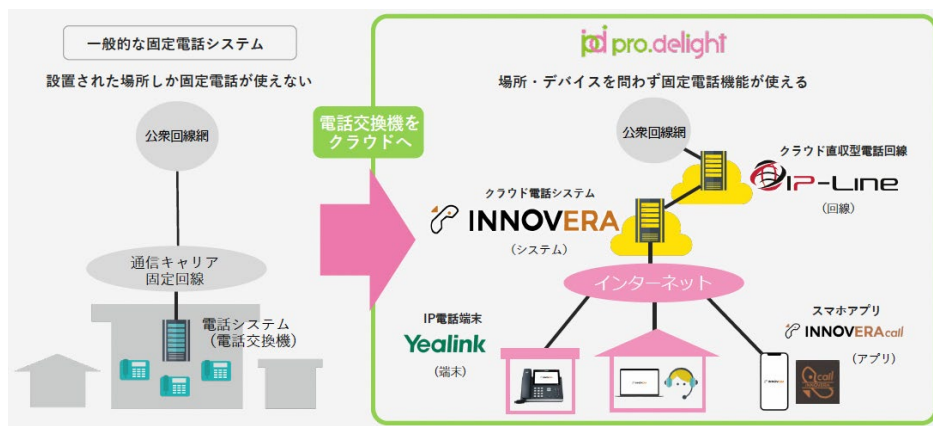 一般的な固定電話システム
設置された場所しか固定電話が使えない
公衆回線網
通信キャリア
固定回線
電話システム
(電話交換機)
電話交換機を
クラウドへ
pro.delight
場所・デバイスを問わず固定電話機能が使える
公衆回線網
クラウド直収型電話回線
IP-LINE
(回線)
クラウド電話システム
INNOVERA
(システム)
インターネット
IP電話端末
Yealink
(端末)
スマホアプリ
INNOVERAcall
(アプリ)